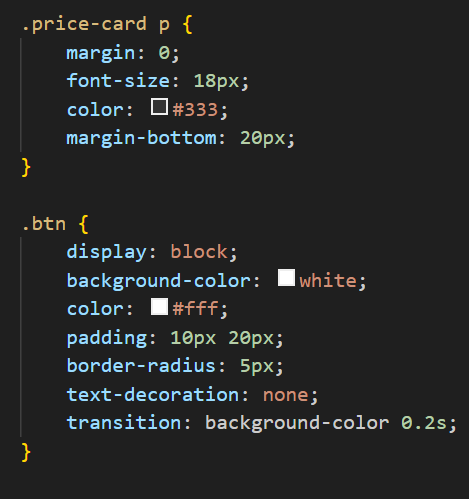 .price-card p {
    margin: 0;
    font-size: 18px;
    color: #333;
    margin-bottom: 20px;
}

.btn {
    display: block;
    background-color: white;
    color: #fff;
    padding: 10px 20px;
    border-radius: 5px;
    text-decoration: none;
    transition: background-color 0.2s;
}